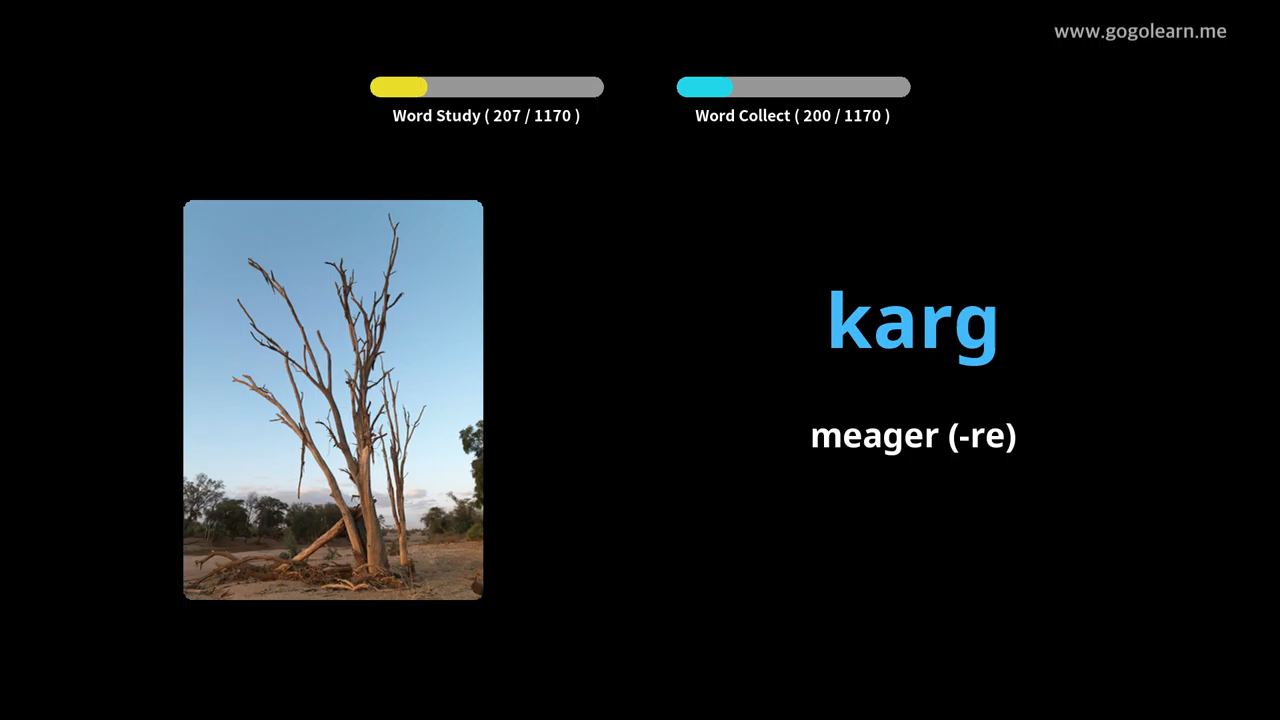 www.gogolearn.me
Word Study ( 207 / 1170 )
Word Collect ( 200 / 1170 )
karg
meager (-re)